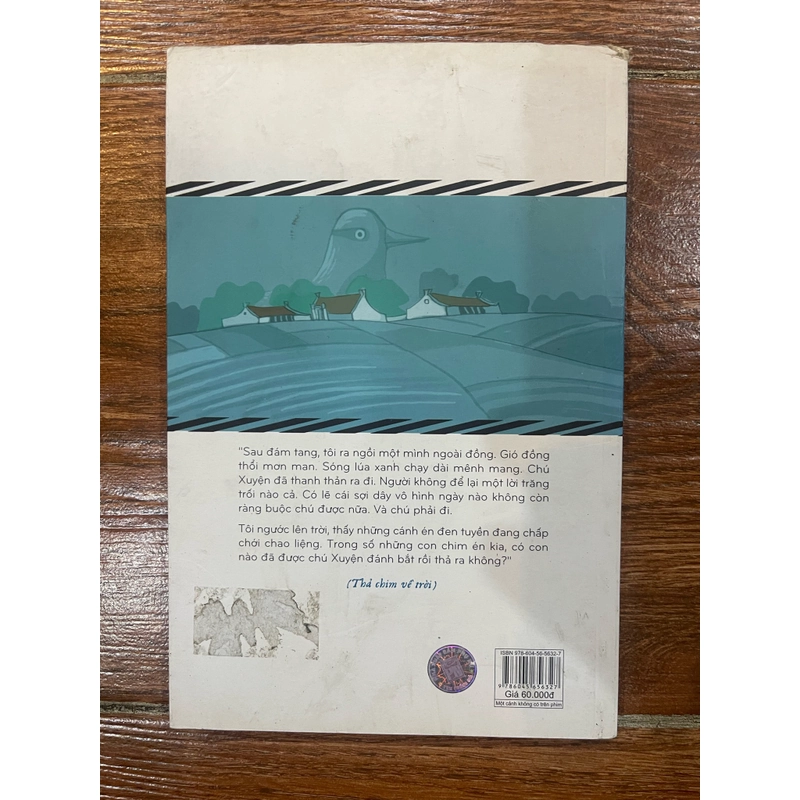 "Sau đám tang, tôi ra ngồi một mình ngoài đồng. Gió đồng
thổi mơn man. Sóng lúa xanh chạy dài mênh mang. Chú
Xuyện đã thanh thản ra đi. Người không để lại một lời trăng
trối nào cả. Có lẽ cái sợi dây vô hình ngày nào không còn
ràng buộc chú được nữa. Và chú phải đi.
Tôi ngước lên trời, thấy những cánh én đen tuyền đang chấp
chới chao liệng. Trong số những con chim én kia, có con
nào đã được chú Xuyện đánh bắt rồi thả ra không?"
(Thả chim về trời)
ISBN 978-604-56-5632-7
9 786045 656327
Giá 60.000đ
Một cảnh không có trên phim